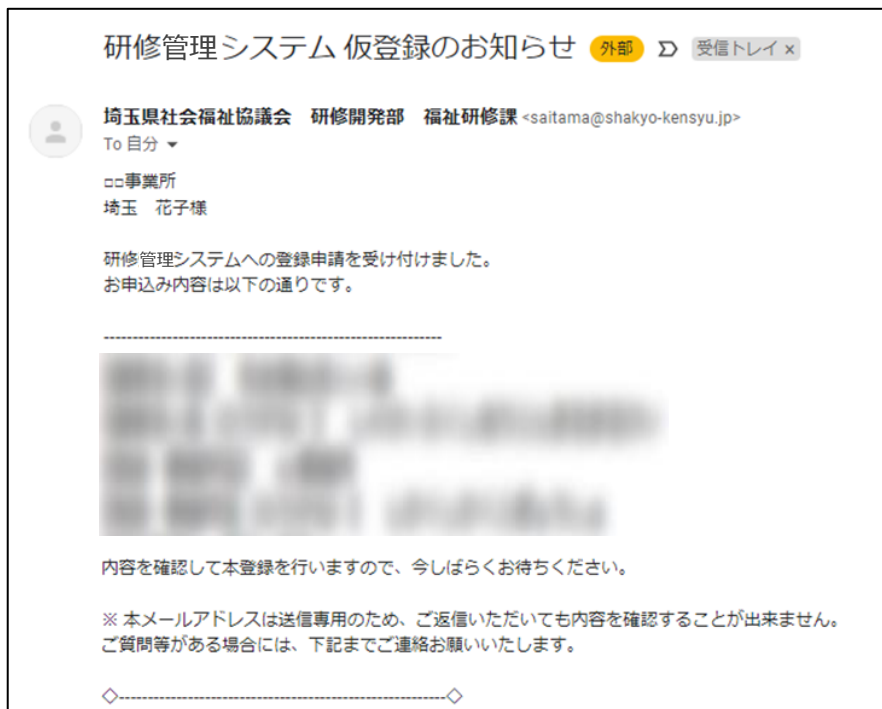 研修管理システム 仮登録のお知らせ 外部 受信トレイ ×
埼玉県社会福祉協議会 研修開発部 福祉研修課 <saitama@shakyo-kensyu.jp>
To 自分
□□事業所
埼玉 花子様
研修管理システムへの登録申請を受け付けました。
お申込み内容は以下の通りです。
------------------------------------------------------------
内容を確認して本登録を行いますので、今しばらくお待ちください。
※ 本メールアドレスは送信専用のため、ご返信いただいても内容を確認することが出来ません。
ご質問等がある場合には、下記までご連絡お願いいたします。
◇----------------------------------------------------------◇